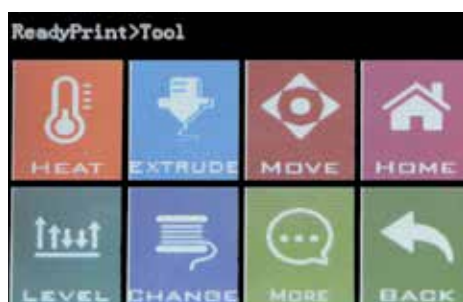 ReadyPrint>Tool
HEAT EXTRUDE MOVE HOME
LEVEL CHANGE MORE BACK